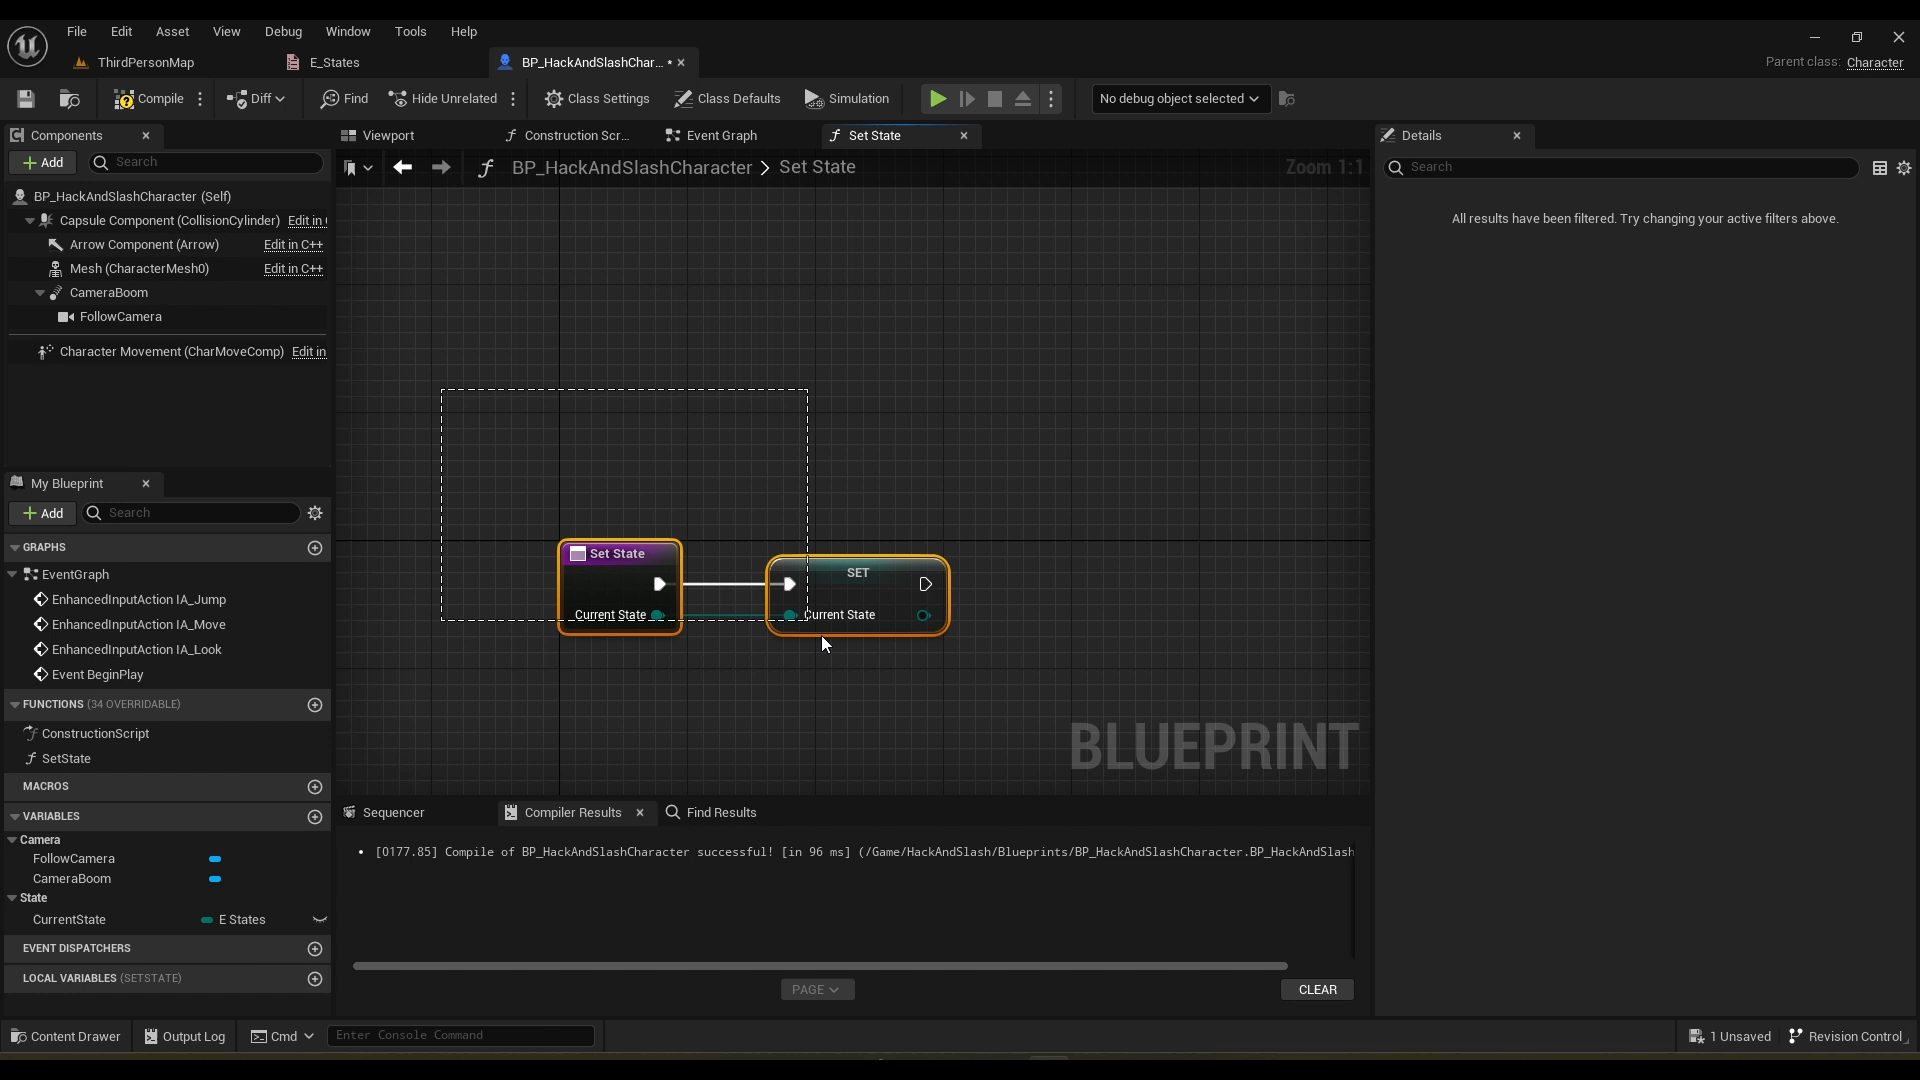 File Edit Asset View Debug Window Tools Help
ThirdPersonMap
E_States
BP_HackAndSlashChar... *
Parent class: Character
Compile
Diff
Find
Hide Unrelated
Class Settings
Class Defaults
Simulation
No debug object selected
Components
Add
Search
BP_HackAndSlashCharacter (Self)
Capsule Component (CollisionCylinder) Edit in
Arrow Component (Arrow) Edit in C++
Mesh (CharacterMesh0) Edit in C++
CameraBoom
FollowCamera
Character Movement (CharMoveComp) Edit in
My Blueprint
Add
Search
GRAPHS
EventGraph
EnhancedInputAction IA_Jump
EnhancedInputAction IA_Move
EnhancedInputAction IA_Look
Event BeginPlay
FUNCTIONS (34 OVERRIDABLE)
ConstructionScript
SetState
MACROS
VARIABLES
Camera
FollowCamera
CameraBoom
State
CurrentState E States
EVENT DISPATCHERS
LOCAL VARIABLES (SETSTATE)
Viewport
Construction Scr...
Event Graph
Set State
BP_HackAndSlashCharacter > Set State
Zoom 1:1
Set State
Current State
SET
Current State
BLUEPRINT
Sequencer
Compiler Results
Find Results
[0177.85] Compile of BP_HackAndSlashCharacter successful! [in 96 ms] (/Game/HackAndSlash/Blueprints/BP_HackAndSlashCharacter.BP_HackAndSlash
PAGE
CLEAR
Details
Search
All results have been filtered. Try changing your active filters above.
Content Drawer
Output Log
Cmd
Enter Console Command
1 Unsaved
Revision Control